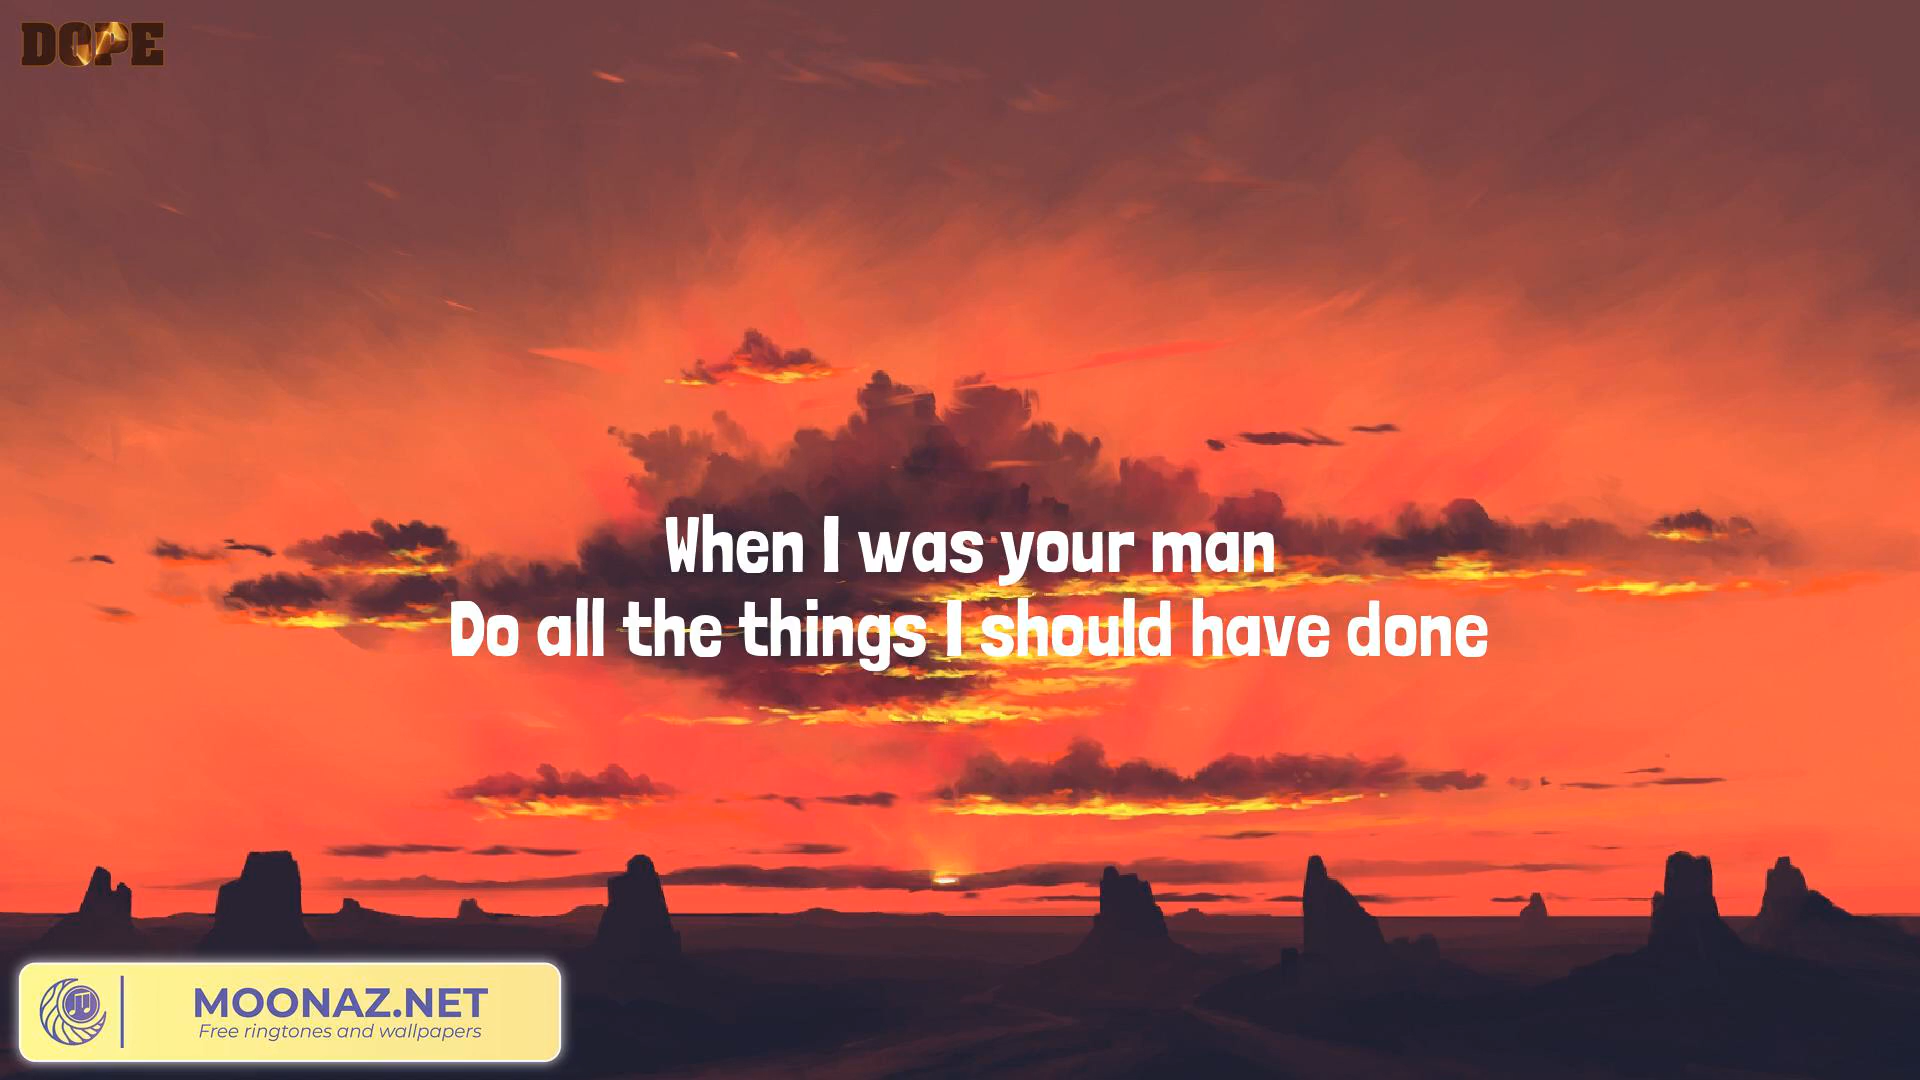 DOPE
When I was your man
Do all the things I should have done
MOONAZ.NET
Free ringtones and wallpapers